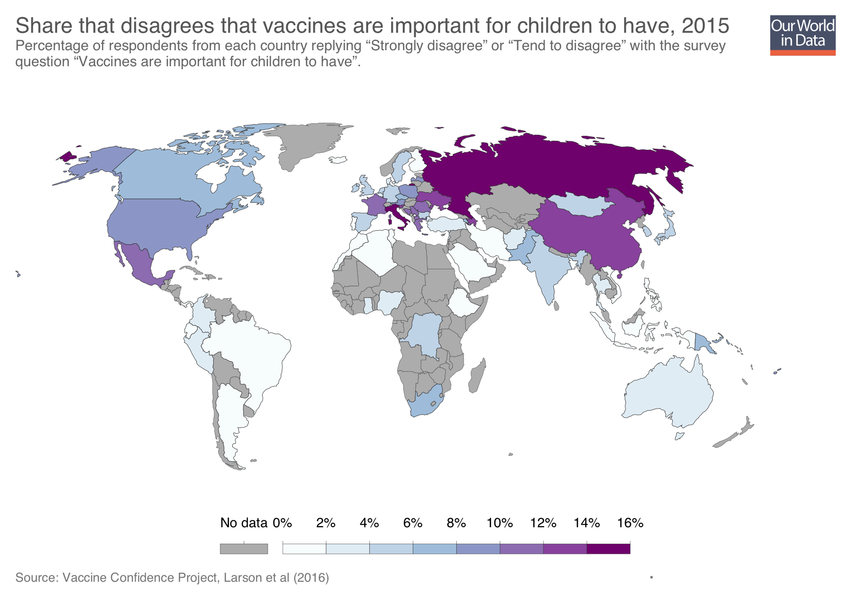 Share that disagrees that vaccines are important for children to have, 2015
Our World
in Data
Percentage of respondents from each country replying “Strongly disagree” or “Tend to disagree” with the survey
question “Vaccines are important for children to have”.
No data 0% 2% 4% 6% 8% 10% 12% 14% 16%
Source: Vaccine Confidence Project, Larson et al (2016)